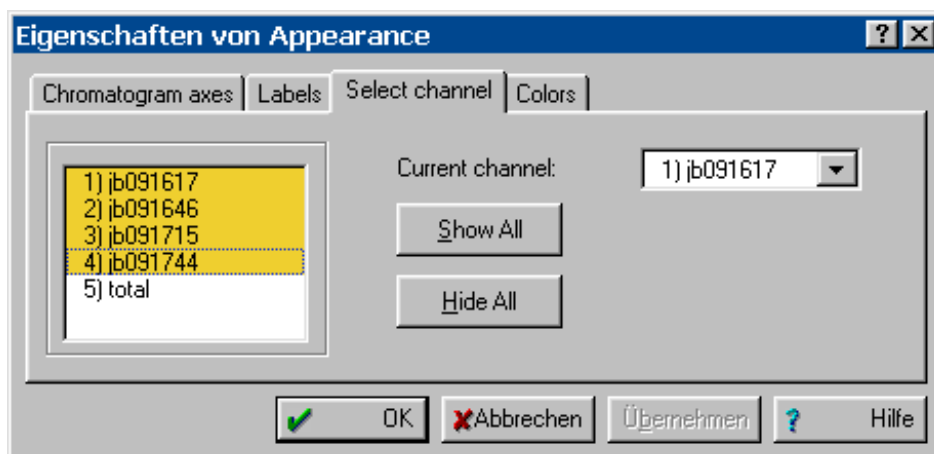 Eigenschaften von Appearance
? X
Chromatogram axes Labels Select channel Colors
1) jb091617
2) jb091646
3) jb091715
4) jb091744
5) total
Current channel: 1) jb091617
Show All
Hide All
OK Abbrechen Übernehmen ? Hilfe